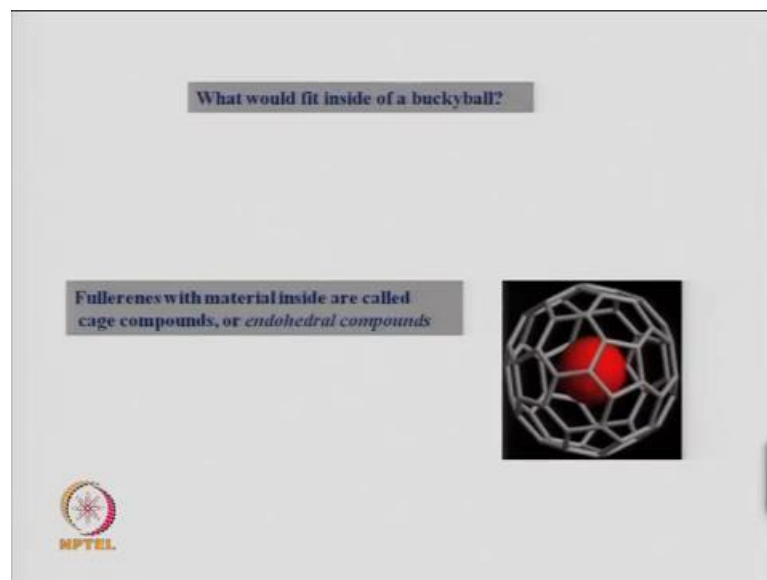 What would fit inside of a buckyball?
Fullerenes with material inside are called
cage compounds, or endohedral compounds
NPTEL